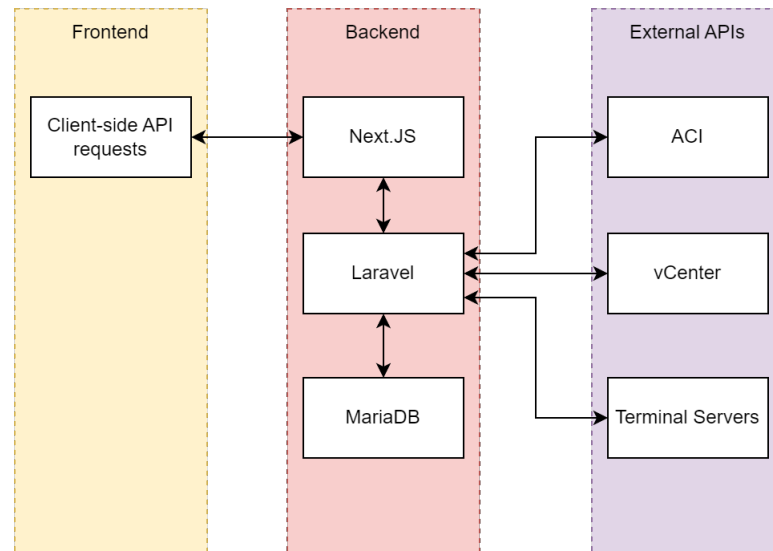 Frontend
Backend
External APIs
Client-side API
requests
Next.JS
ACI
Laravel
vCenter
MariaDB
Terminal Servers